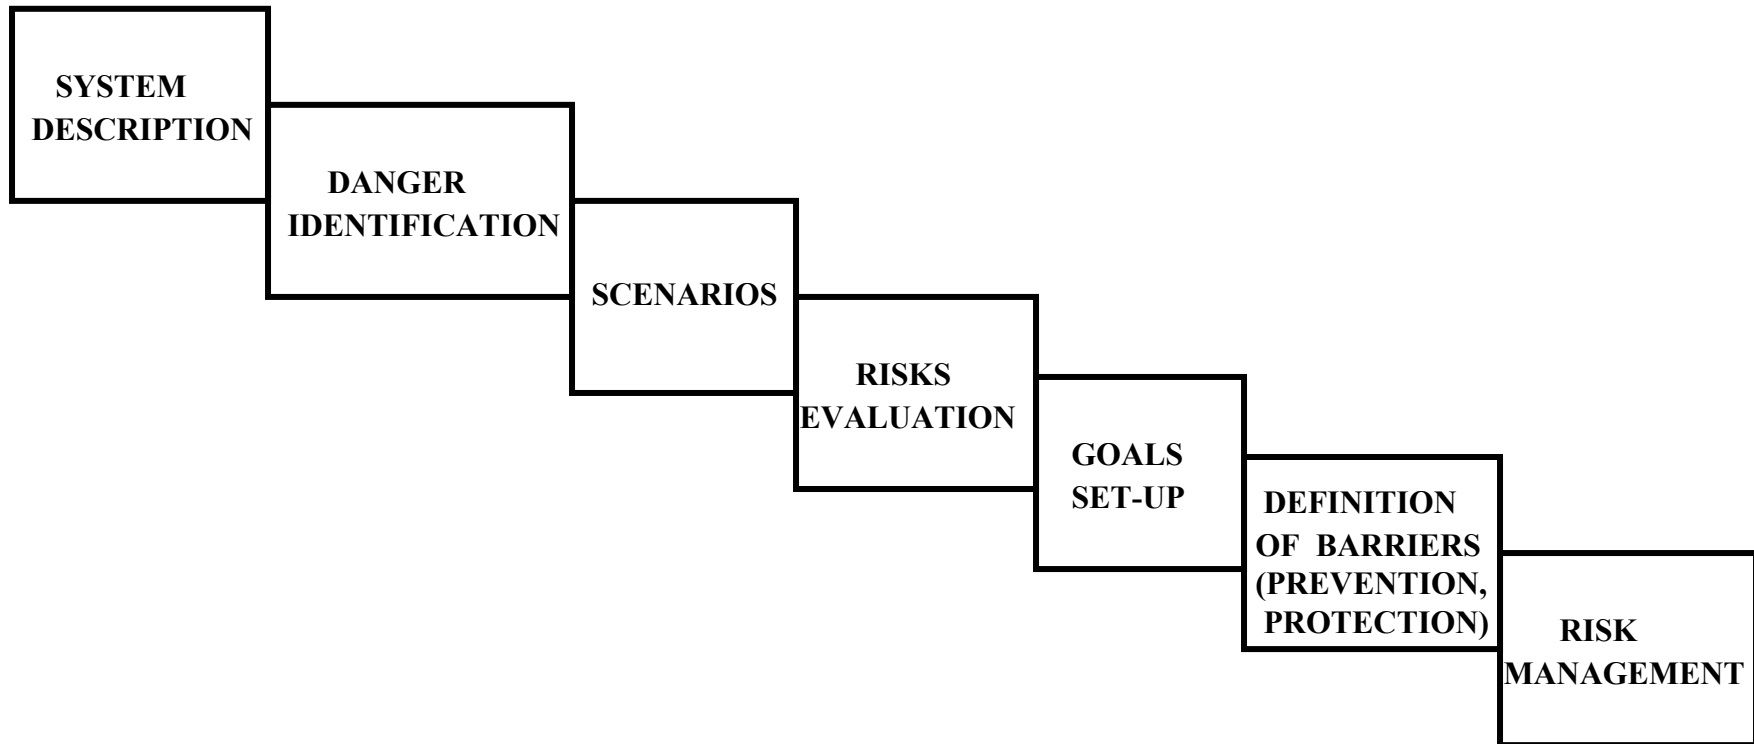 SYSTEM
DESCRIPTION
DANGER
IDENTIFICATION
SCENARIOS
RISKS
EVALUATION
GOALS
SET-UP
DEFINITION
OF BARRIERS
(PREVENTION,
PROTECTION)
RISK
MANAGEMENT